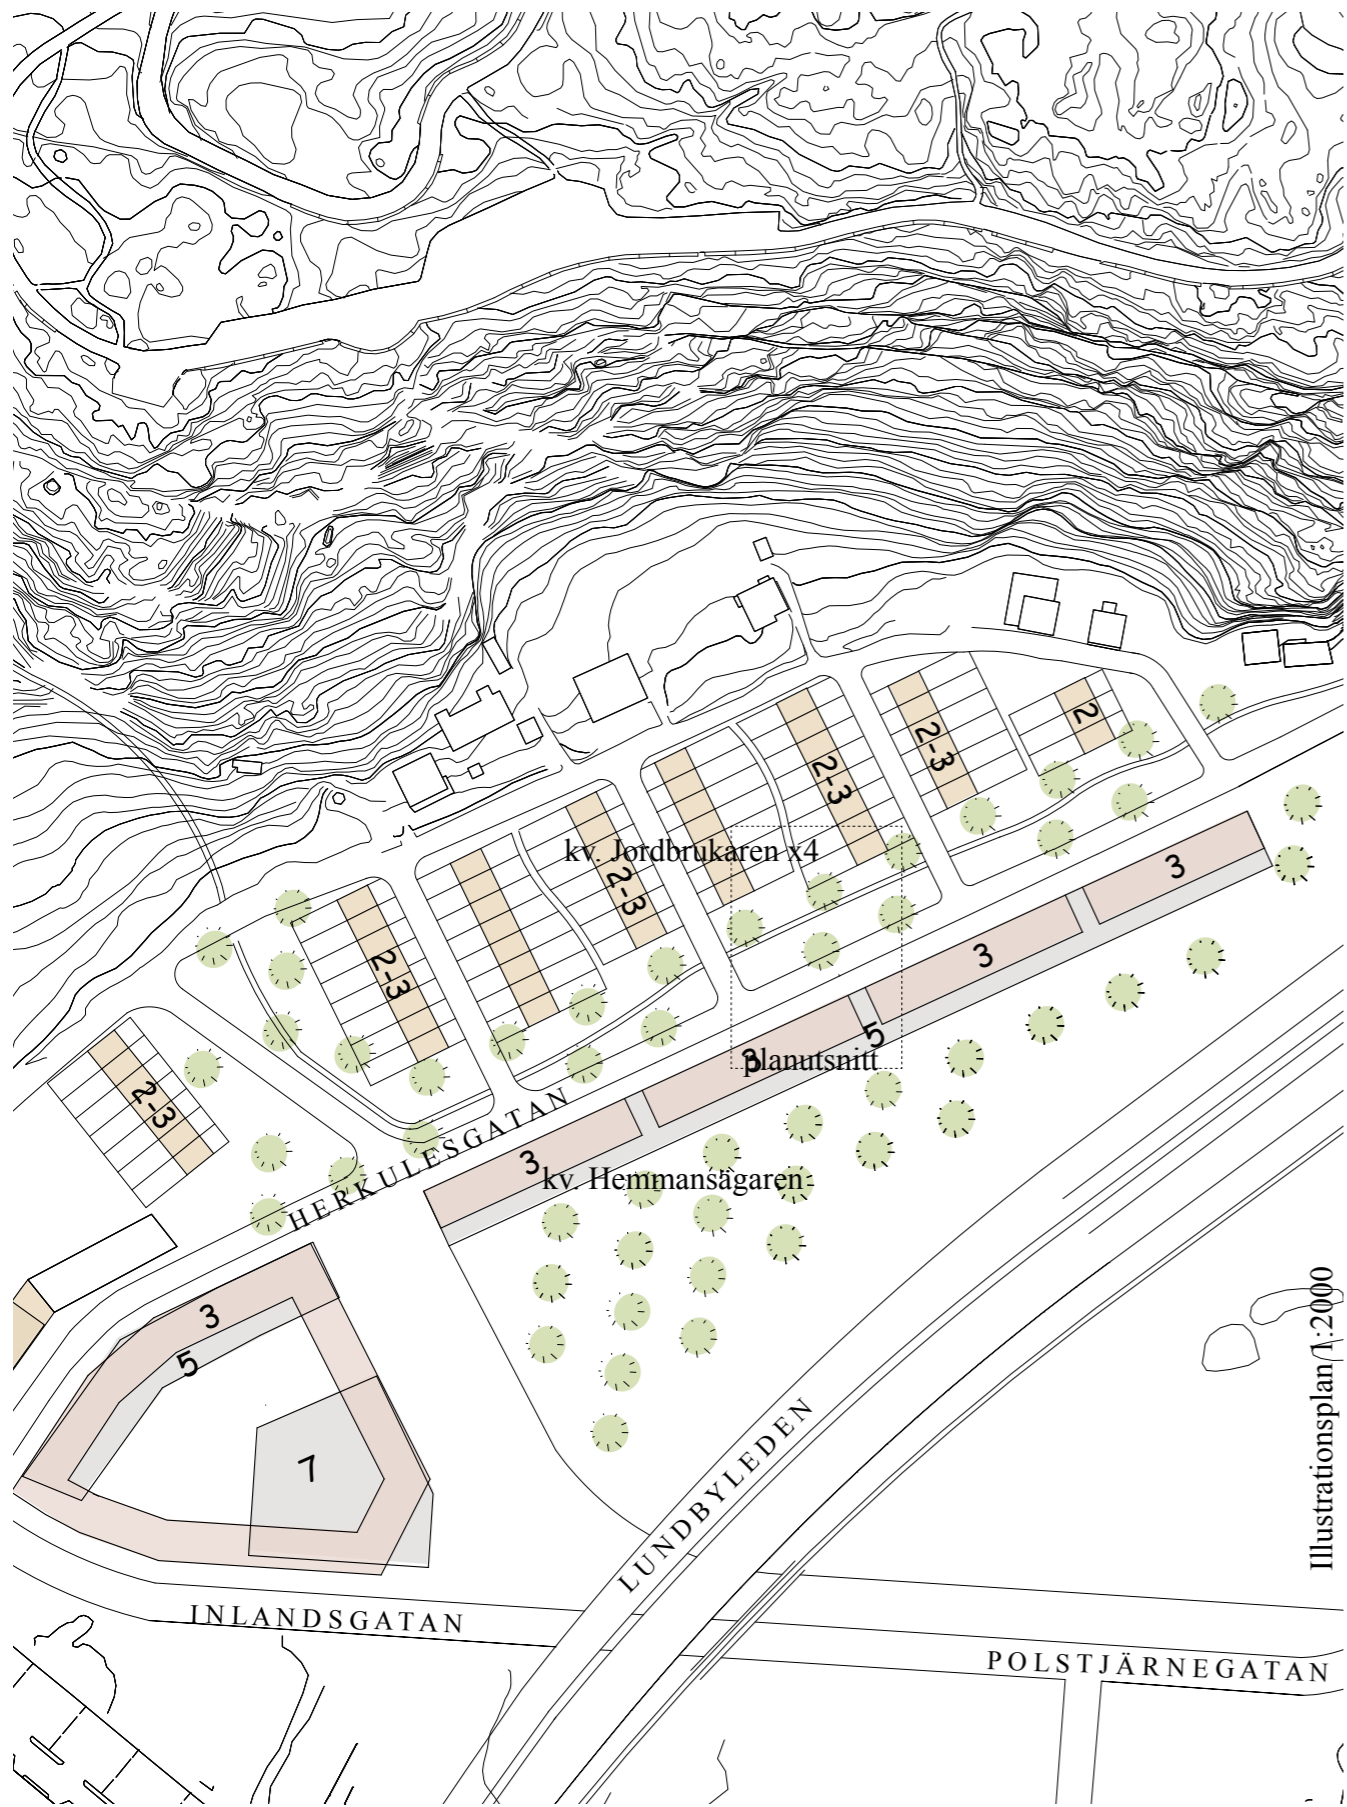 2
2-3
2-3
kv. Jordbrukaren x4
2-3
3
2-3
3
5
3
planutsnitt
2-3
HERKULESGATAN
3
kv. Hemmansägaren
3
5
7
LUNDBYLEDEN
Illustrationsplan 1:2000
INLANDSGATAN
POLSTJÄRNEGATAN